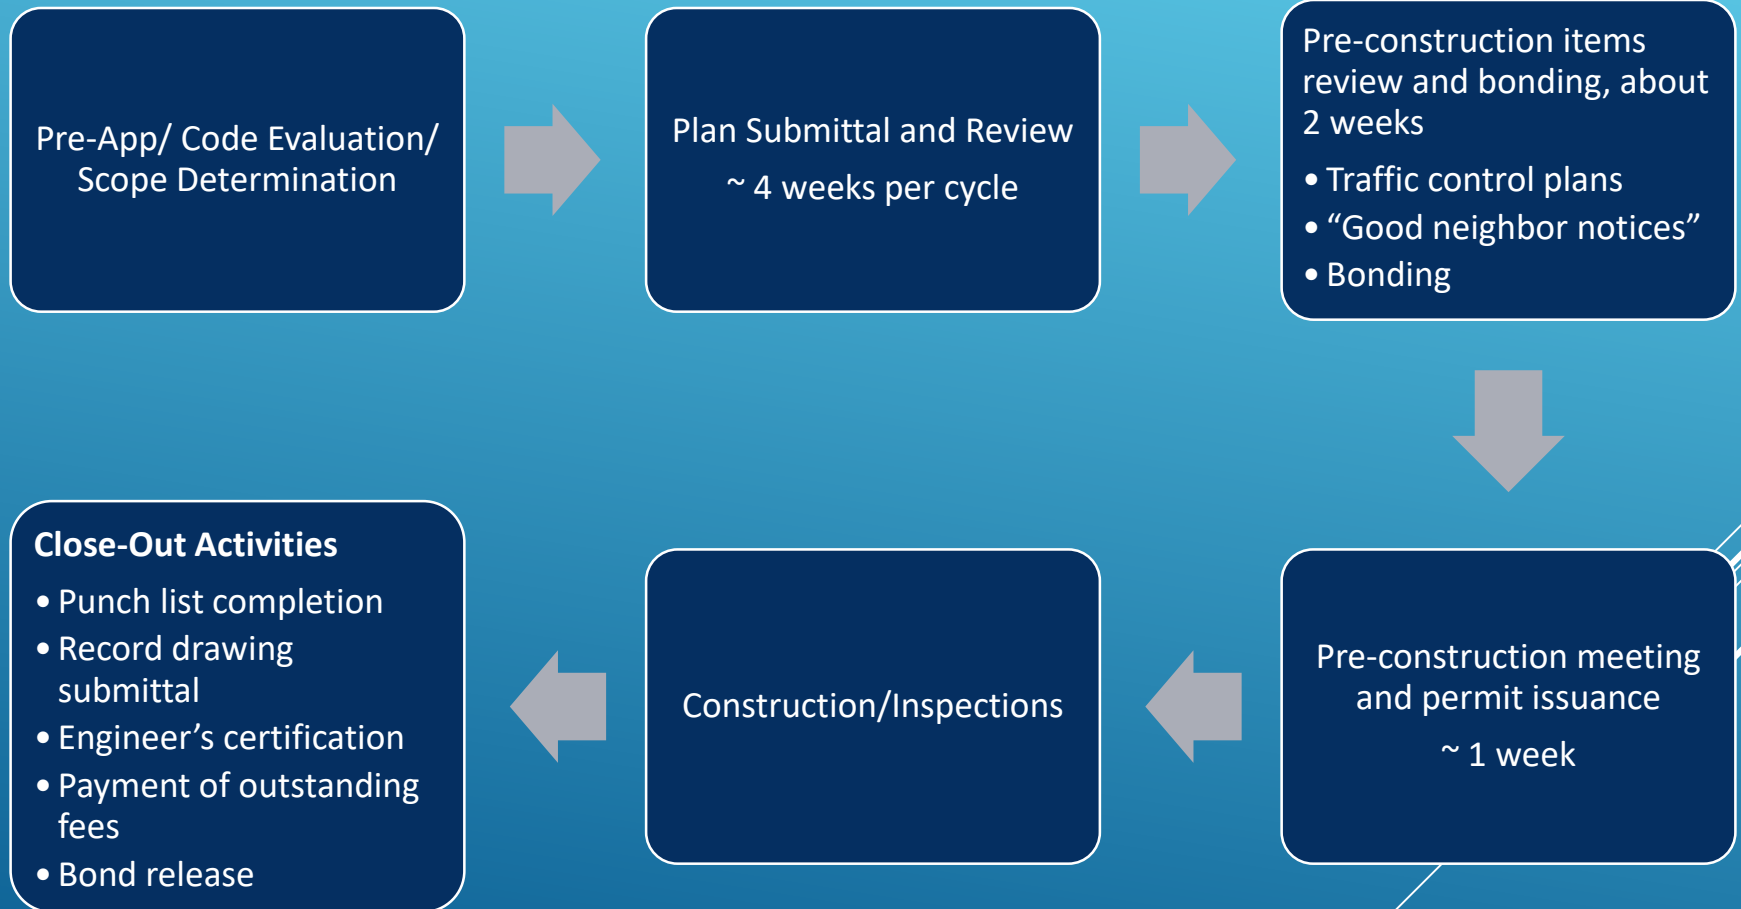 Pre-App/ Code Evaluation/
Scope Determination
Plan Submittal and Review
~ 4 weeks per cycle
Pre-construction items
review and bonding, about
2 weeks
• Traffic control plans
• “Good neighbor notices”
• Bonding
Pre-construction meeting
and permit issuance
~ 1 week
Construction/Inspections
Close-Out Activities
• Punch list completion
• Record drawing
submittal
• Engineer’s certification
• Payment of outstanding
fees
• Bond release